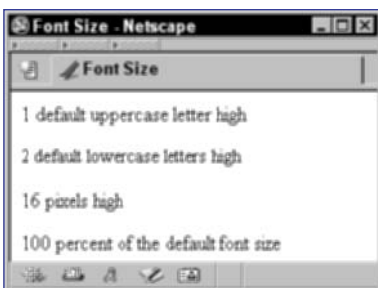 Font Size - Netscape
Font Size
1 default uppercase letter high
2 default lowercase letters high
16 pixels high
100 percent of the default font size